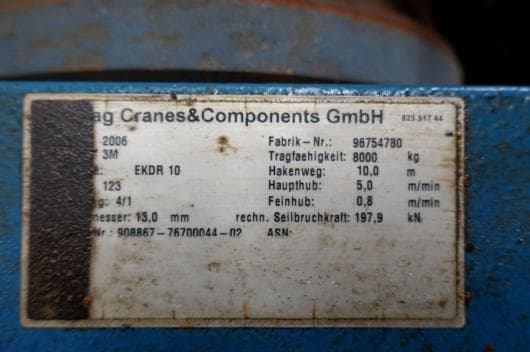 ag Cranes&Components GmbH 823 517 44
2006 Fabrik-Nr.: 96754780
3M Tragfaehigkeit: 8000 kg
: EKDR 10 Hakenweg: 10,0 m
123 Haupthub: 5,0 m/min
g: 4/1 Feinhub: 0,8 m/min
messer: 13,0 mm rechn. Seilbruchkraft: 197,9 kN
Nr.: 908867-76700044-02 ASN: